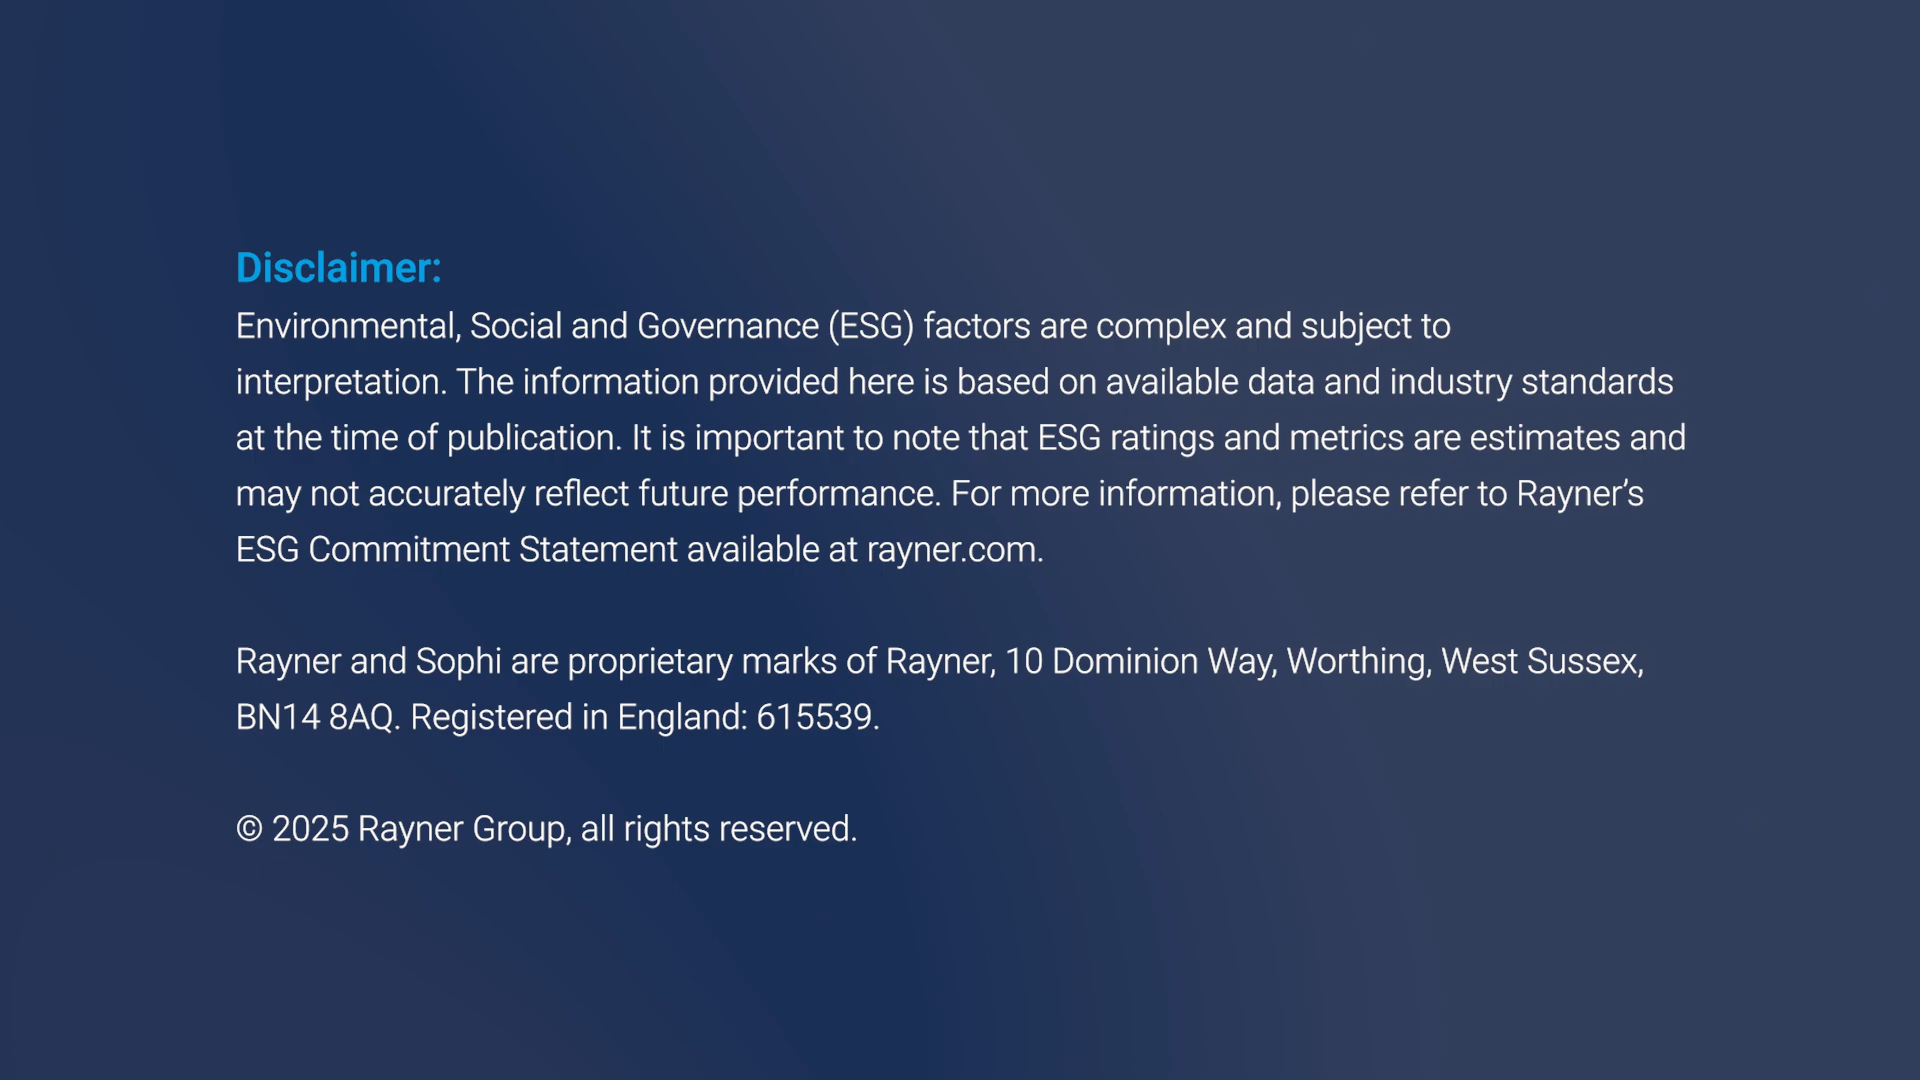 Disclaimer:
Environmental, Social and Governance (ESG) factors are complex and subject to
interpretation. The information provided here is based on available data and industry standards
at the time of publication. It is important to note that ESG ratings and metrics are estimates and
may not accurately reflect future performance. For more information, please refer to Rayner’s
ESG Commitment Statement available at rayner.com.
Rayner and Sophi are proprietary marks of Rayner, 10 Dominion Way, Worthing, West Sussex,
BN14 8AQ. Registered in England: 615539.
© 2025 Rayner Group, all rights reserved.